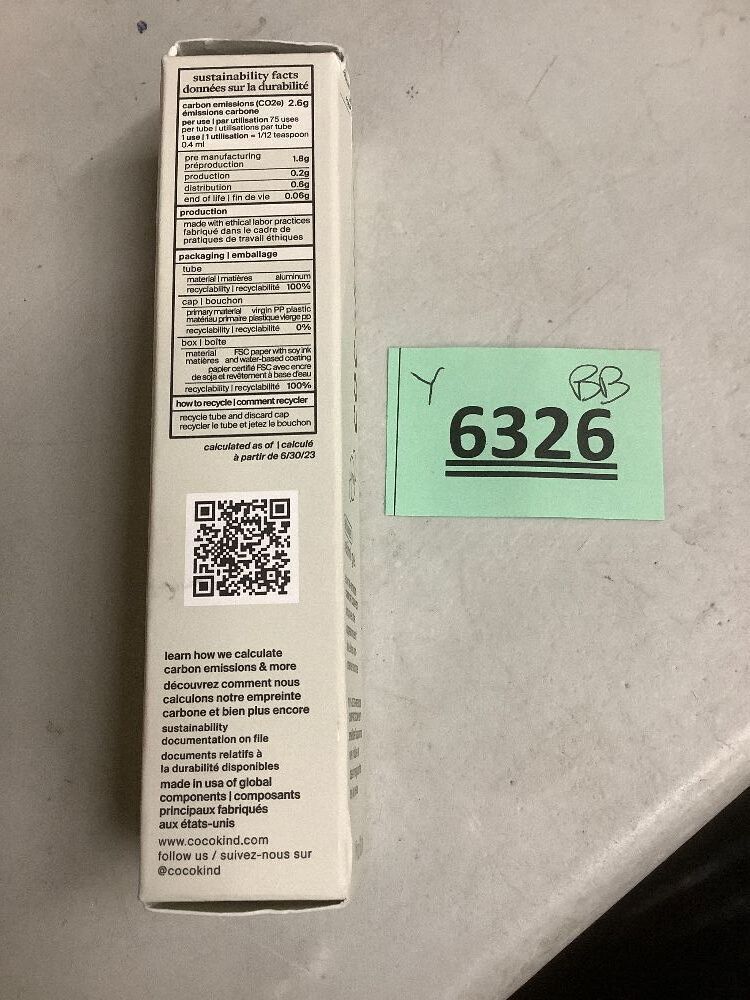 sustainability facts
données sur la durabilité
carbon emissions (CO2e) 2.6g
émissions carbone
per use | par utilisation 75 uses
per tube | utilisations par tube
1 use | 1 utilisation = 1/12 teaspoon
0.4 ml
pre manufacturing 1.8g
préproduction
production 0.2g
distribution 0.6g
end of life | fin de vie 0.06g
production
made with ethical labor practices
fabriqué dans le cadre de
pratiques de travail éthiques
packaging | emballage
tube
material | matières aluminum
recyclability | recyclabilité 100%
cap | bouchon
primary material virgin PP plastic
matériau primaire plastique vierge pp
recyclability | recyclabilité 0%
box | boîte
material FSC paper with soy ink
matières and water-based coating
papier certifié FSC avec encre
de soja et revêtement à base d'eau
recyclability | recyclabilité 100%
how to recycle | comment recycler
recycle tube and discard cap
recycler le tube et jetez le bouchon
calculated as of | calculé
à partir de 6/30/23
learn how we calculate
carbon emissions & more
découvrez comment nous
calculons notre empreinte
carbone et bien plus encore
sustainability
documentation on file
documents relatifs à
la durabilité disponibles
made in usa of global
components | composants
principaux fabriqués
aux états-unis
www.cocokind.com
follow us / suivez-nous sur
@cocokind
Y BB
6326